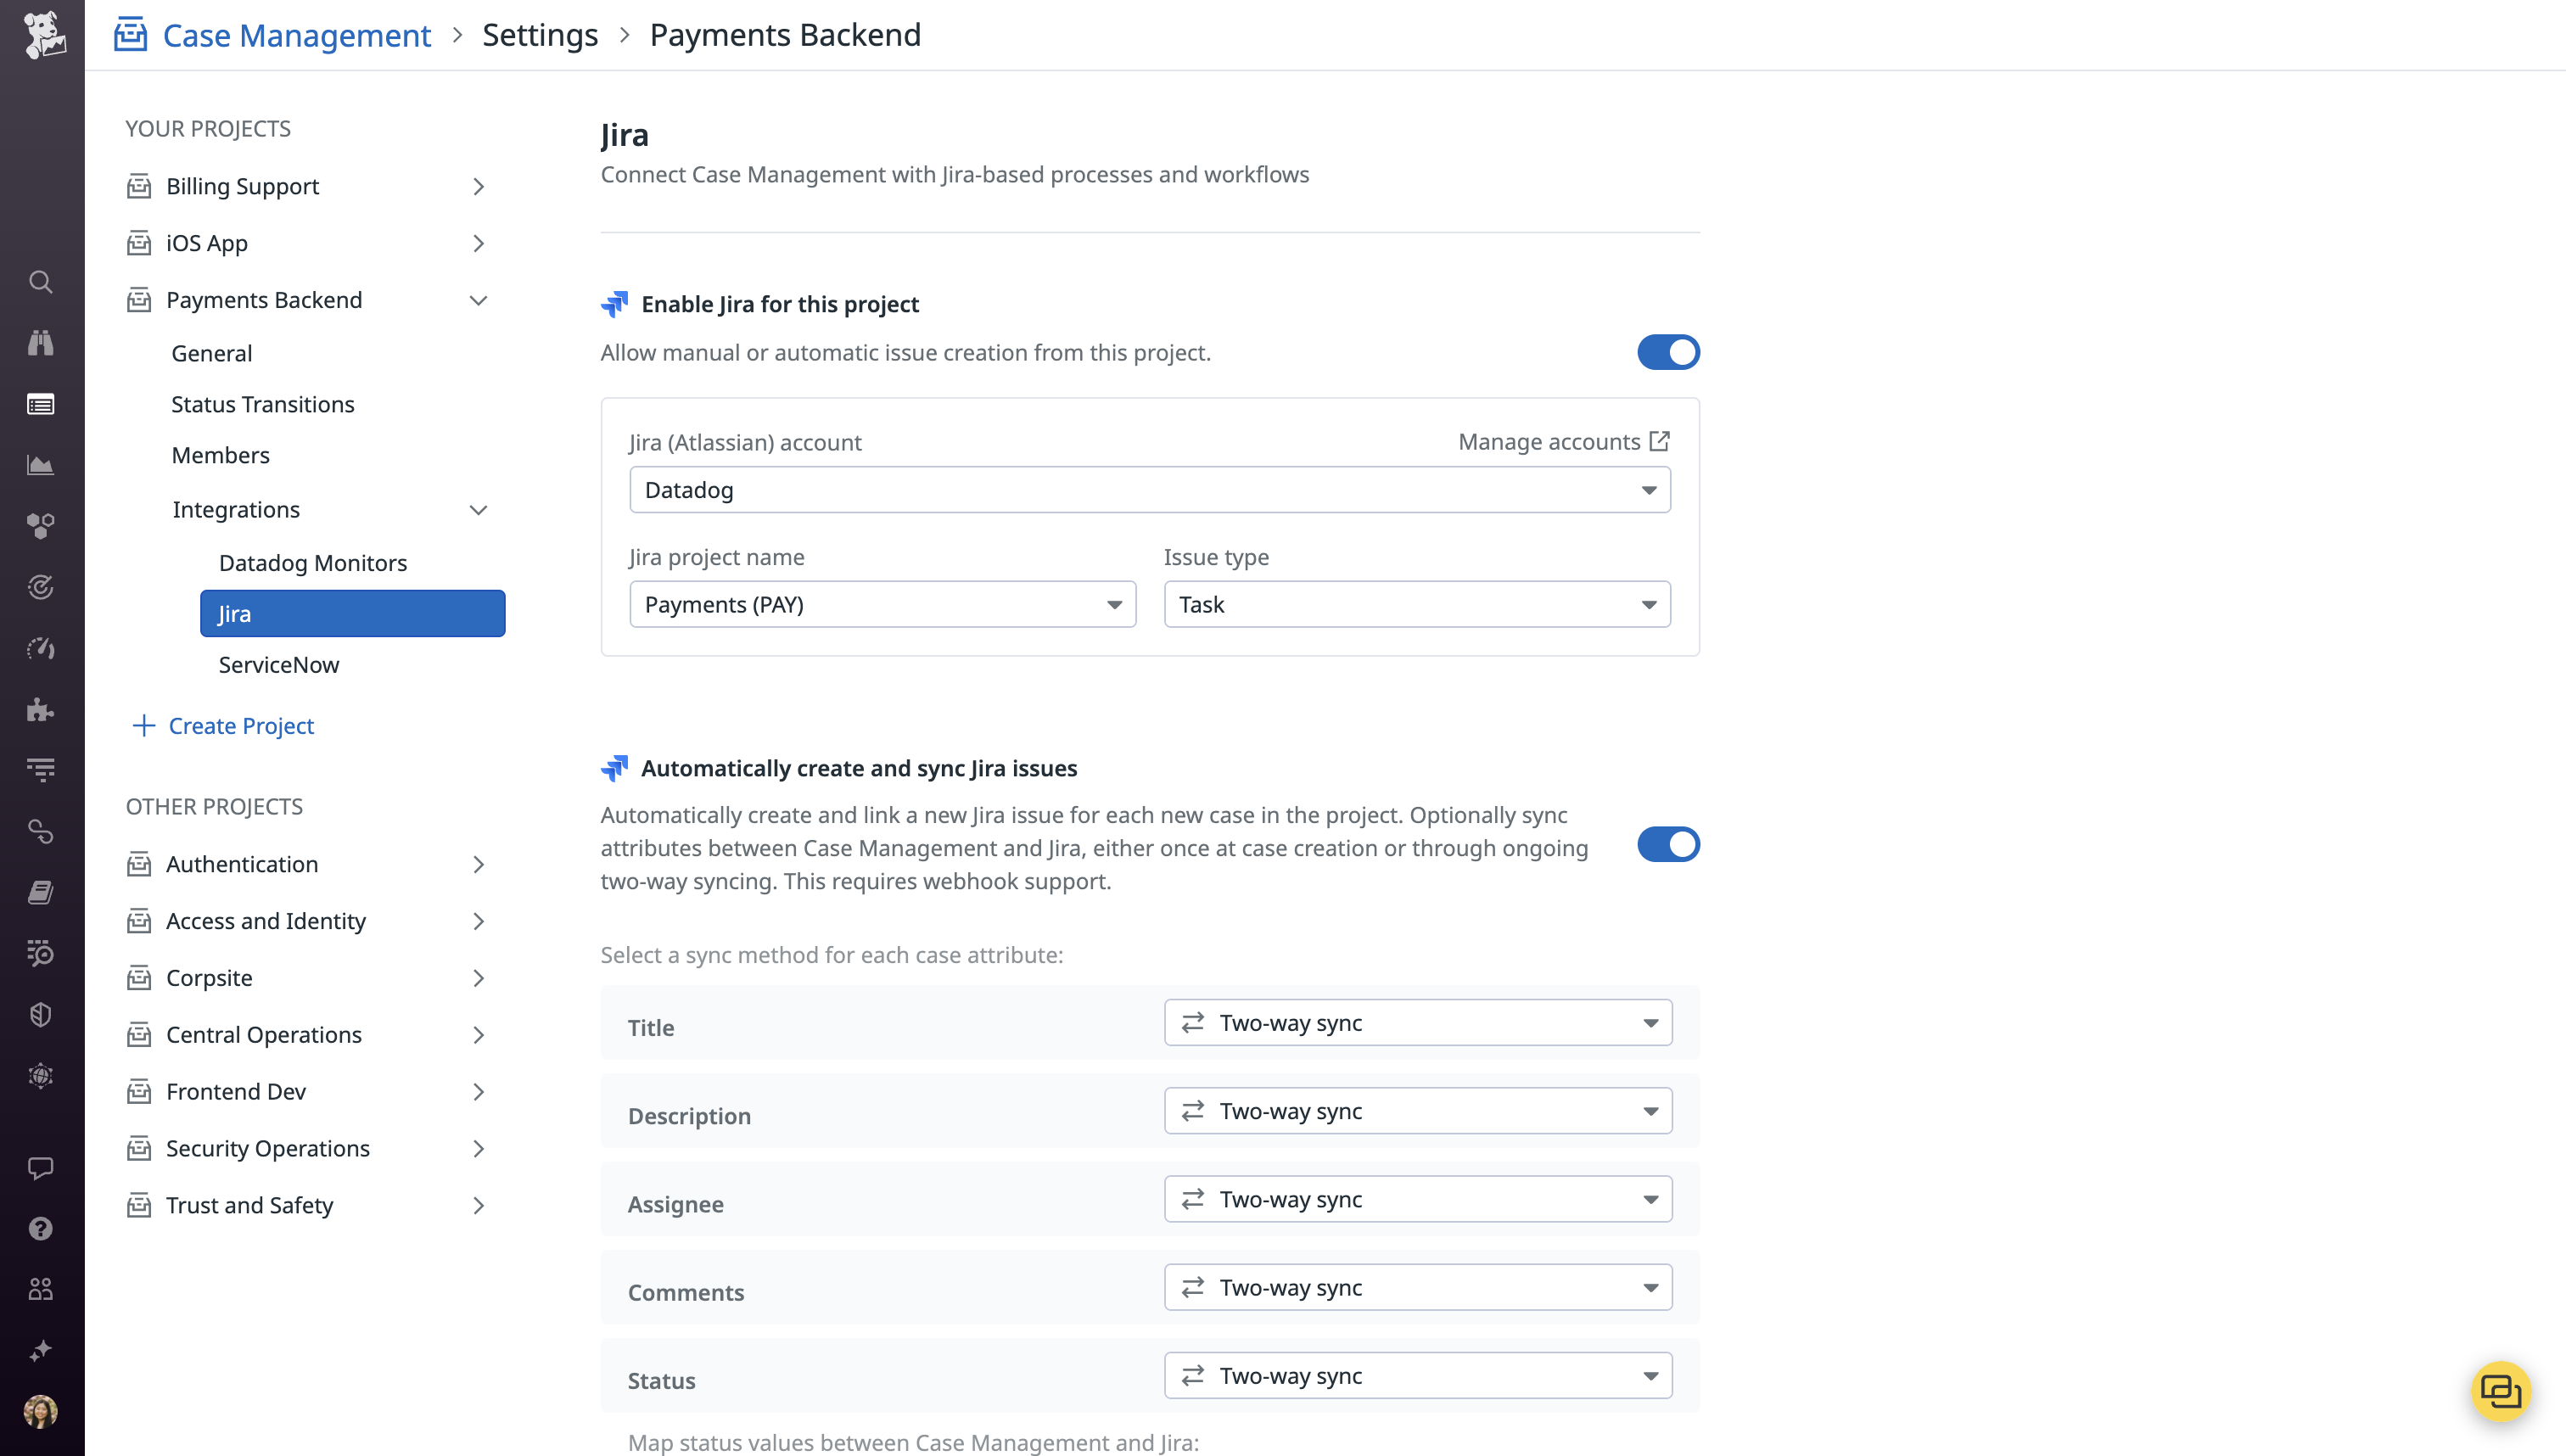 Case Management > Settings > Payments Backend
YOUR PROJECTS
Billing Support
iOS App
Payments Backend
General
Status Transitions
Members
Integrations
Datadog Monitors
Jira
ServiceNow
Create Project
OTHER PROJECTS
Authentication
Access and Identity
Corpsite
Central Operations
Frontend Dev
Security Operations
Trust and Safety
Jira
Connect Case Management with Jira-based processes and workflows
Enable Jira for this project
Allow manual or automatic issue creation from this project.
Jira (Atlassian) account
Manage accounts
Datadog
Jira project name
Issue type
Payments (PAY)
Task
Automatically create and sync Jira issues
Automatically create and link a new Jira issue for each new case in the project. Optionally sync
attributes between Case Management and Jira, either once at case creation or through ongoing
two-way syncing. This requires webhook support.
Select a sync method for each case attribute:
Title
Two-way sync
Description
Two-way sync
Assignee
Two-way sync
Comments
Two-way sync
Status
Two-way sync
Map status values between Case Management and Jira: